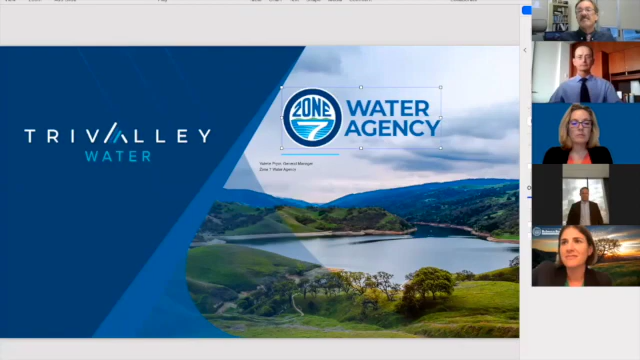 TRIVALLEY
WATER
ZONE
7
WATER
AGENCY
Valerie Pryor, General Manager
Zone 7 Water Agency